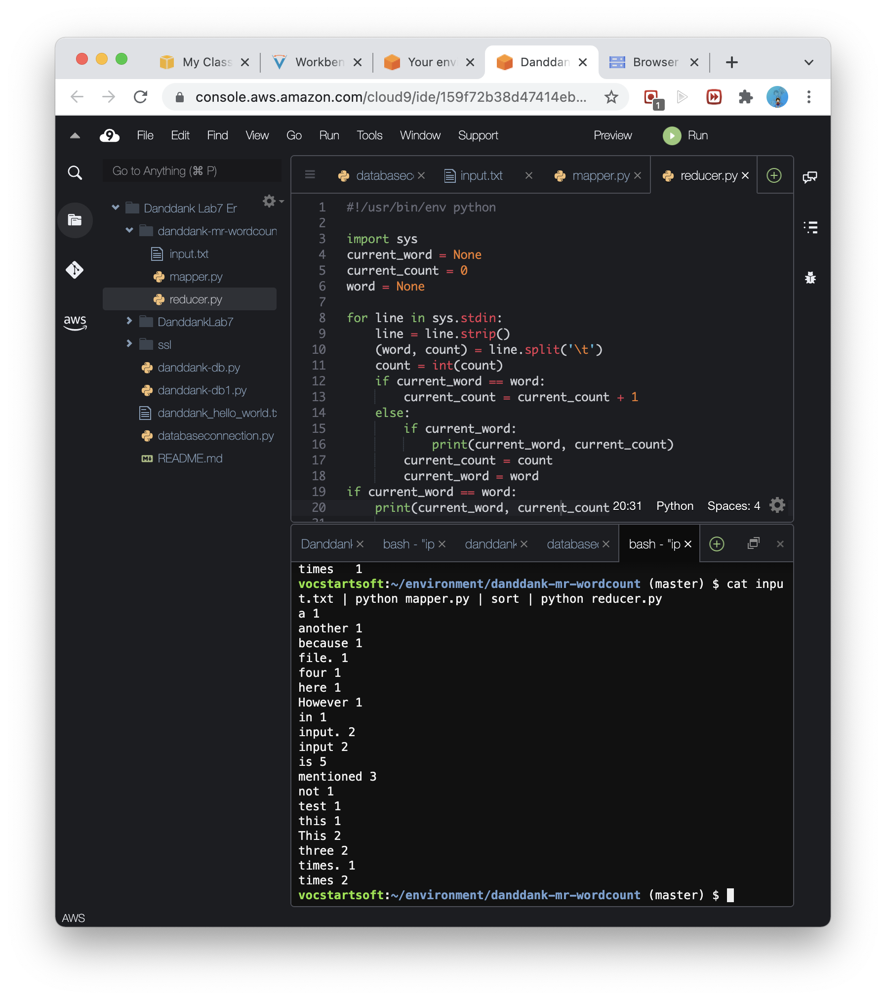 My Class
Workben
Your env
Danddan
Browser
console.aws.amazon.com/cloud9/ide/159f72b38d47414eb...
1
9 File Edit Find View Go Run Tools Window Support Preview Run
Go to Anything (⌘ P)
databasec
input.txt
mapper.py
reducer.py
Danddank Lab7 Er
danddank-mr-wordcoun
input.txt
mapper.py
reducer.py
DanddankLab7
ssl
danddank-db.py
danddank-db1.py
danddank_hello_world.t
databaseconnection.py
README.md
aws
1 #!/usr/bin/env python
2
3 import sys
4 current_word = None
5 current_count = 0
6 word = None
7
8 for line in sys.stdin:
9     line = line.strip()
10     (word, count) = line.split('\t')
11     count = int(count)
12     if current_word == word:
13         current_count = current_count + 1
14     else:
15         if current_word:
16             print(current_word, current_count)
17         current_count = count
18         current_word = word
19 if current_word == word:
20     print(current_word, current_count
20:31 Python Spaces: 4
Danddank
bash - "ip
danddank
database
bash - "ip
times   1
vocstartsoft:~/environment/danddank-mr-wordcount (master) $ cat inpu
t.txt | python mapper.py | sort | python reducer.py
a 1
another 1
because 1
file. 1
four 1
here 1
However 1
in 1
input. 2
input 2
is 5
mentioned 3
not 1
test 1
this 1
This 2
three 2
times. 1
times 2
vocstartsoft:~/environment/danddank-mr-wordcount (master) $
AWS